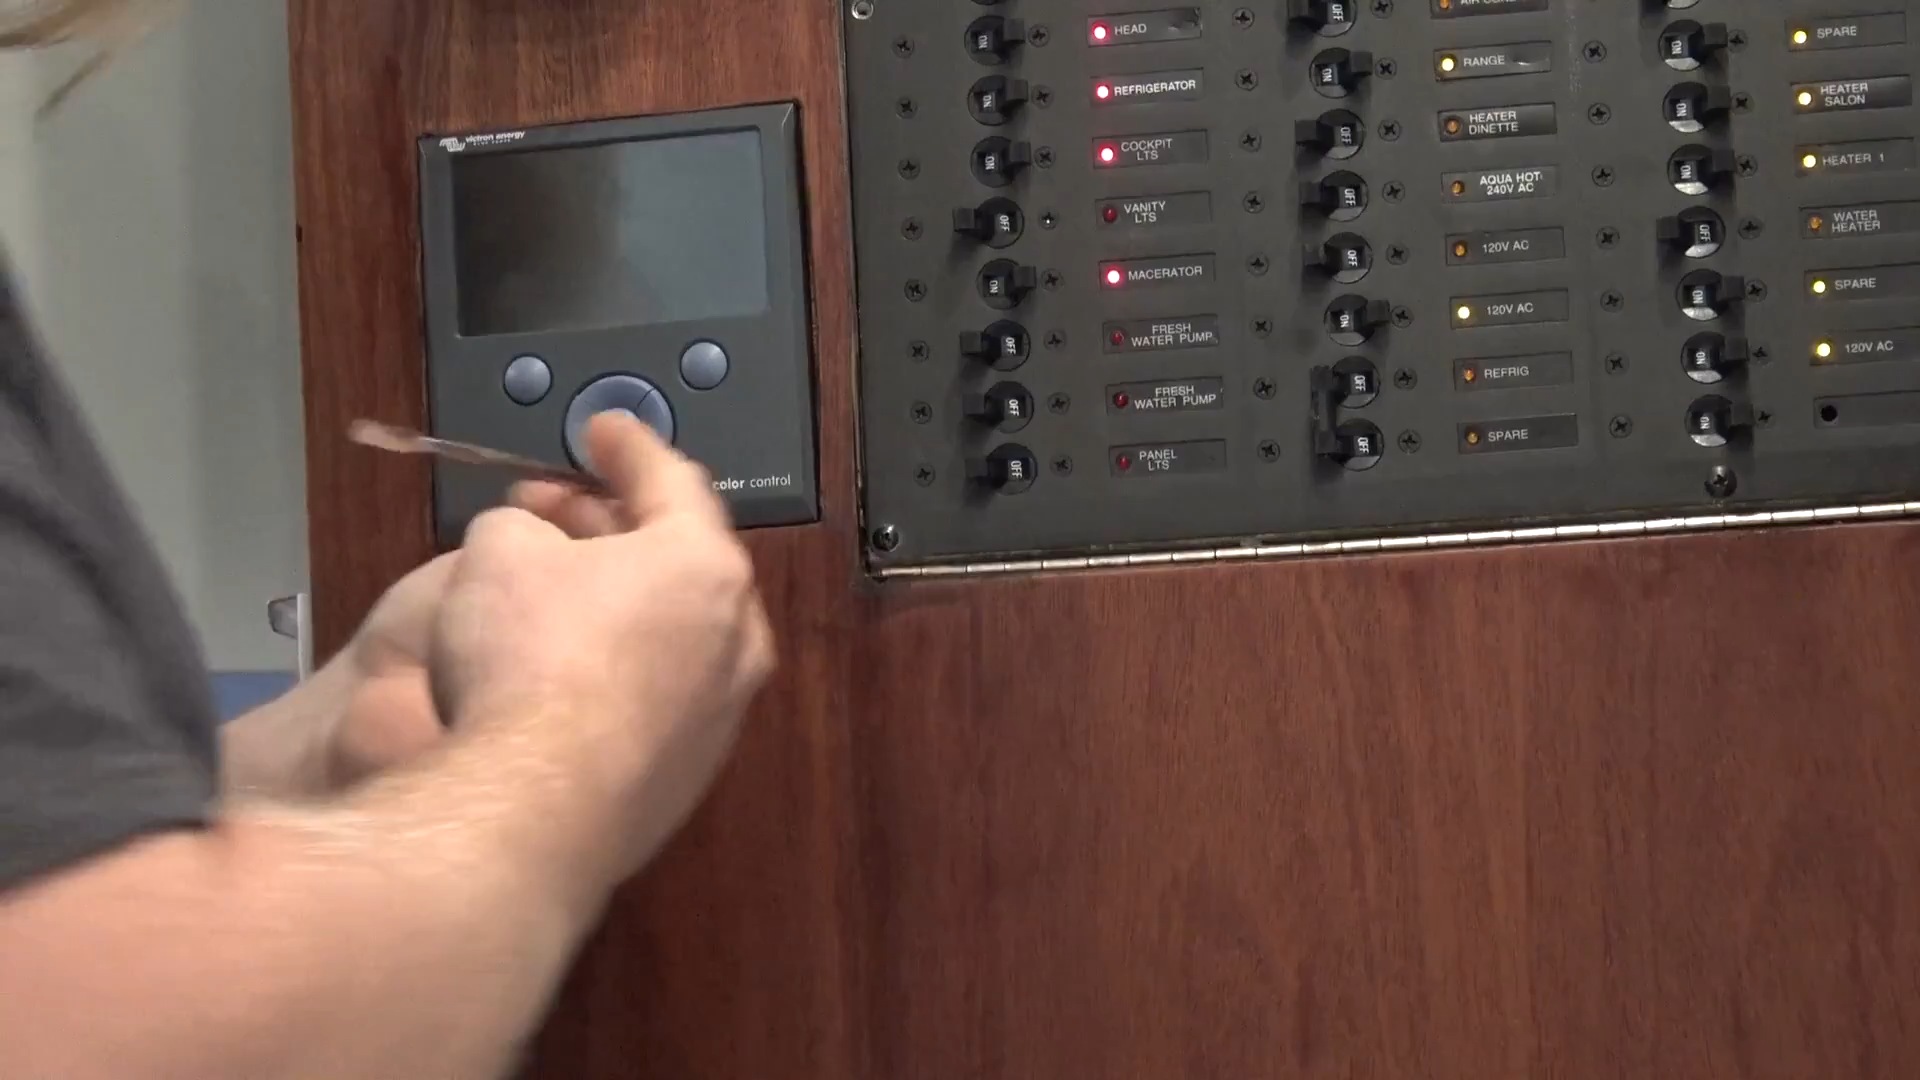 victron energy
BLUE POWER
color control
HEAD
REFRIGERATOR
COCKPIT
LTS
VANITY
LTS
MACERATOR
FRESH
WATER PUMP
FRESH
WATER PUMP
PANEL
LTS
ON
ON
ON
OFF
ON
OFF
OFF
OFF
RANGE
HEATER
DINETTE
AQUA HOT
240V AC
120V AC
120V AC
REFRIG
SPARE
OFF
ON
OFF
OFF
OFF
ON
OFF
OFF
SPARE
HEATER
SALON
HEATER 1
WATER
HEATER
SPARE
120V AC
ON
ON
ON
OFF
ON
ON
ON